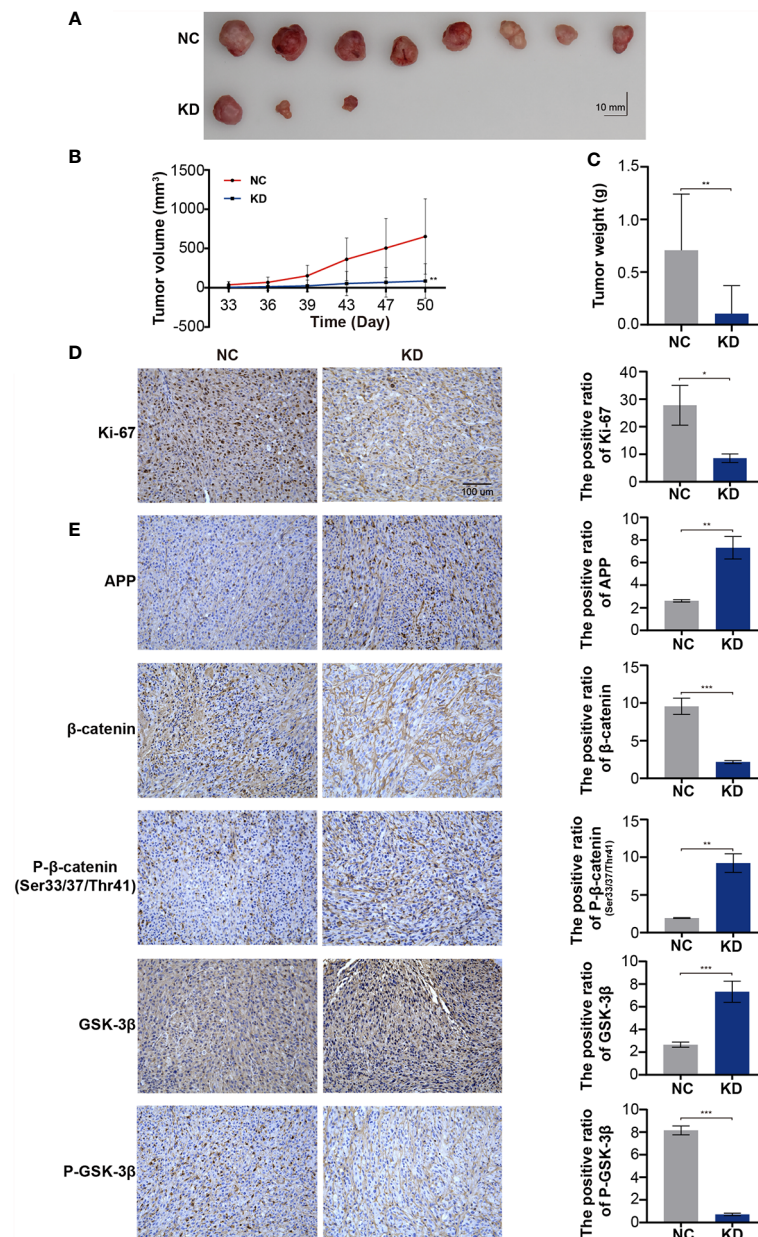 A
NC
KD
10 mm
B
Tumor volume (mm³)
1500
1000
500
0
-500
NC
KD
**
33 36 39 43 47 50
Time (Day)
C
Tumor weight (g)
1.5
1.0
0.5
0.0
**
NC KD
D
NC KD
Ki-67
100 um
The positive ratio
of Ki-67
40
30
20
10
0
*
NC KD
E
APP
The positive ratio
of APP
10
8
6
4
2
0
**
NC KD
β-catenin
The positive ratio
of β-catenin
15
10
5
0
***
NC KD
P-β-catenin
(Ser33/37/Thr41)
The positive ratio
of P-β-catenin
(Ser33/37/Thr41)
15
10
5
0
**
NC KD
GSK-3β
The positive ratio
of GSK-3β
10
8
6
4
2
0
***
NC KD
P-GSK-3β
The positive ratio
of P-GSK-3β
10
8
6
4
2
0
***
NC KD